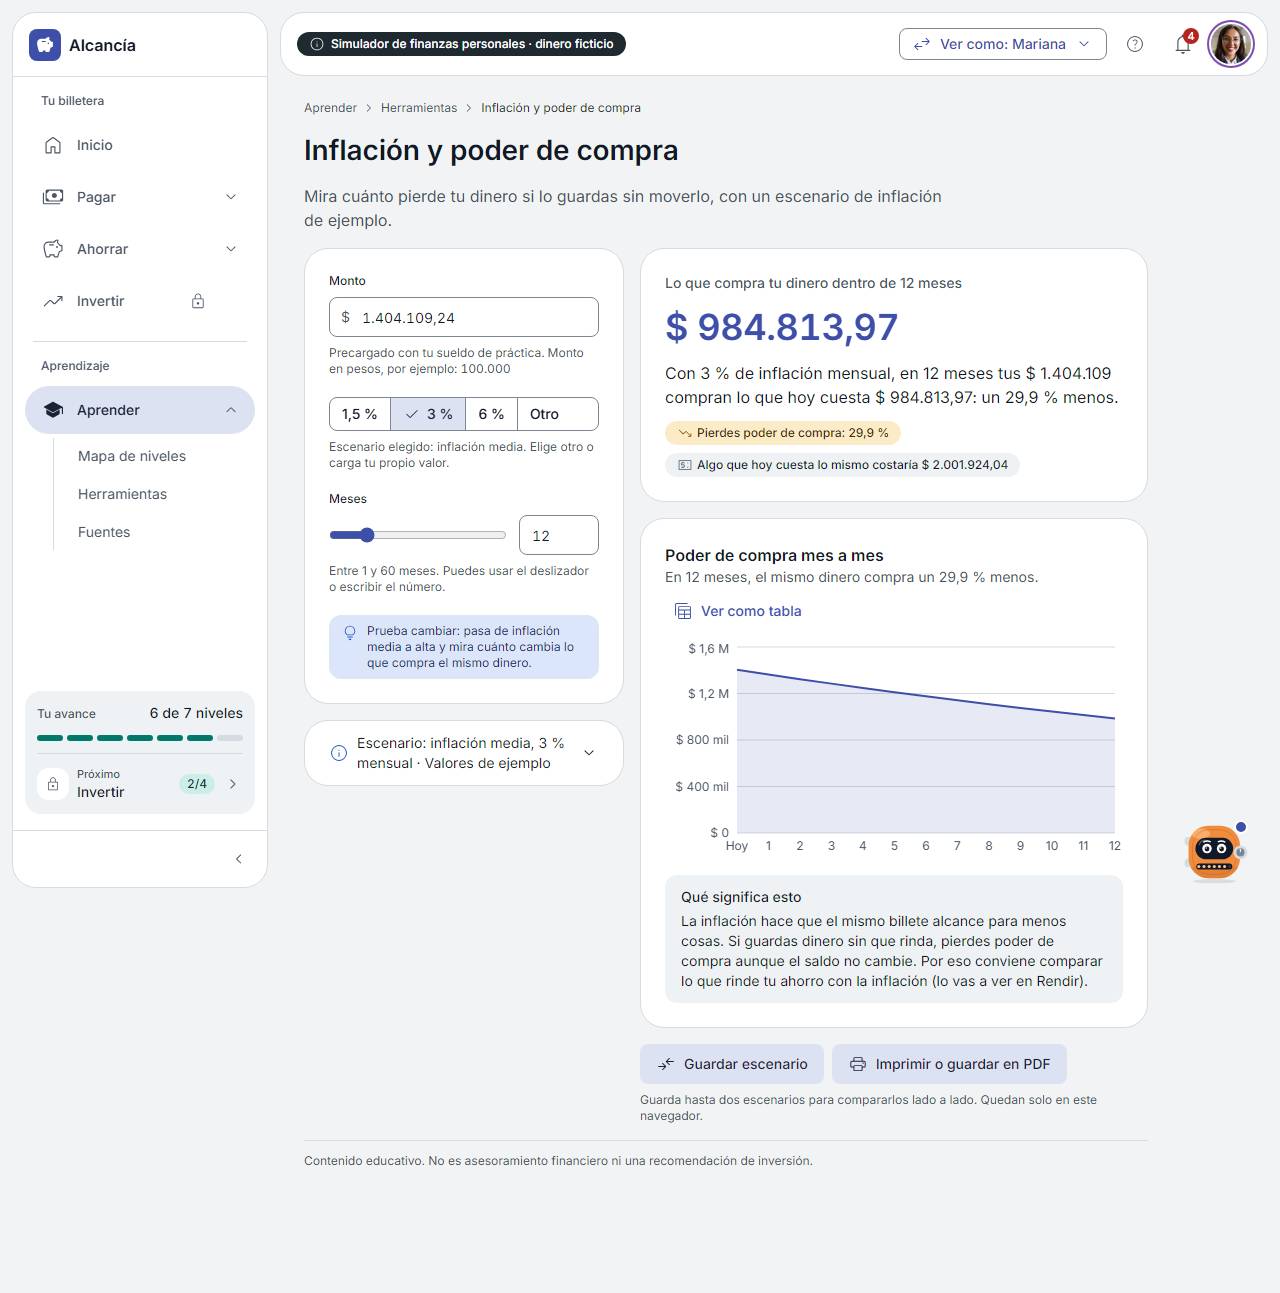 Alcancía
Simulador de finanzas personales · dinero ficticio
Ver como: Mariana
4
Tu billetera
Inicio
Pagar
Ahorrar
Invertir
Aprendizaje
Aprender
Mapa de niveles
Herramientas
Fuentes
Tu avance
6 de 7 niveles
Próximo
Invertir
2/4
Aprender
Herramientas
Inflación y poder de compra
Inflación y poder de compra
Mira cuánto pierde tu dinero si lo guardas sin moverlo, con un escenario de inflación
de ejemplo.
Monto
$ 1.404.109,24
Precargado con tu sueldo de práctica. Monto
en pesos, por ejemplo: 100.000
1,5 %
3 %
6 %
Otro
Escenario elegido: inflación media. Elige otro o
carga tu propio valor.
Meses
12
Entre 1 y 60 meses. Puedes usar el deslizador
o escribir el número.
Prueba cambiar: pasa de inflación
media a alta y mira cuánto cambia lo
que compra el mismo dinero.
Escenario: inflación media, 3 %
mensual · Valores de ejemplo
Lo que compra tu dinero dentro de 12 meses
$ 984.813,97
Con 3 % de inflación mensual, en 12 meses tus $ 1.404.109
compran lo que hoy cuesta $ 984.813,97: un 29,9 % menos.
Pierdes poder de compra: 29,9 %
Algo que hoy cuesta lo mismo costaría $ 2.001.924,04
Poder de compra mes a mes
En 12 meses, el mismo dinero compra un 29,9 % menos.
Ver como tabla
$ 1,6 M
$ 1,2 M
$ 800 mil
$ 400 mil
$ 0
Hoy 1 2 3 4 5 6 7 8 9 10 11 12
Qué significa esto
La inflación hace que el mismo billete alcance para menos
cosas. Si guardas dinero sin que rinda, pierdes poder de
compra aunque el saldo no cambie. Por eso conviene comparar
lo que rinde tu ahorro con la inflación (lo vas a ver en Rendir).
Guardar escenario
Imprimir o guardar en PDF
Guarda hasta dos escenarios para compararlos lado a lado. Quedan solo en este
navegador.
Contenido educativo. No es asesoramiento financiero ni una recomendación de inversión.